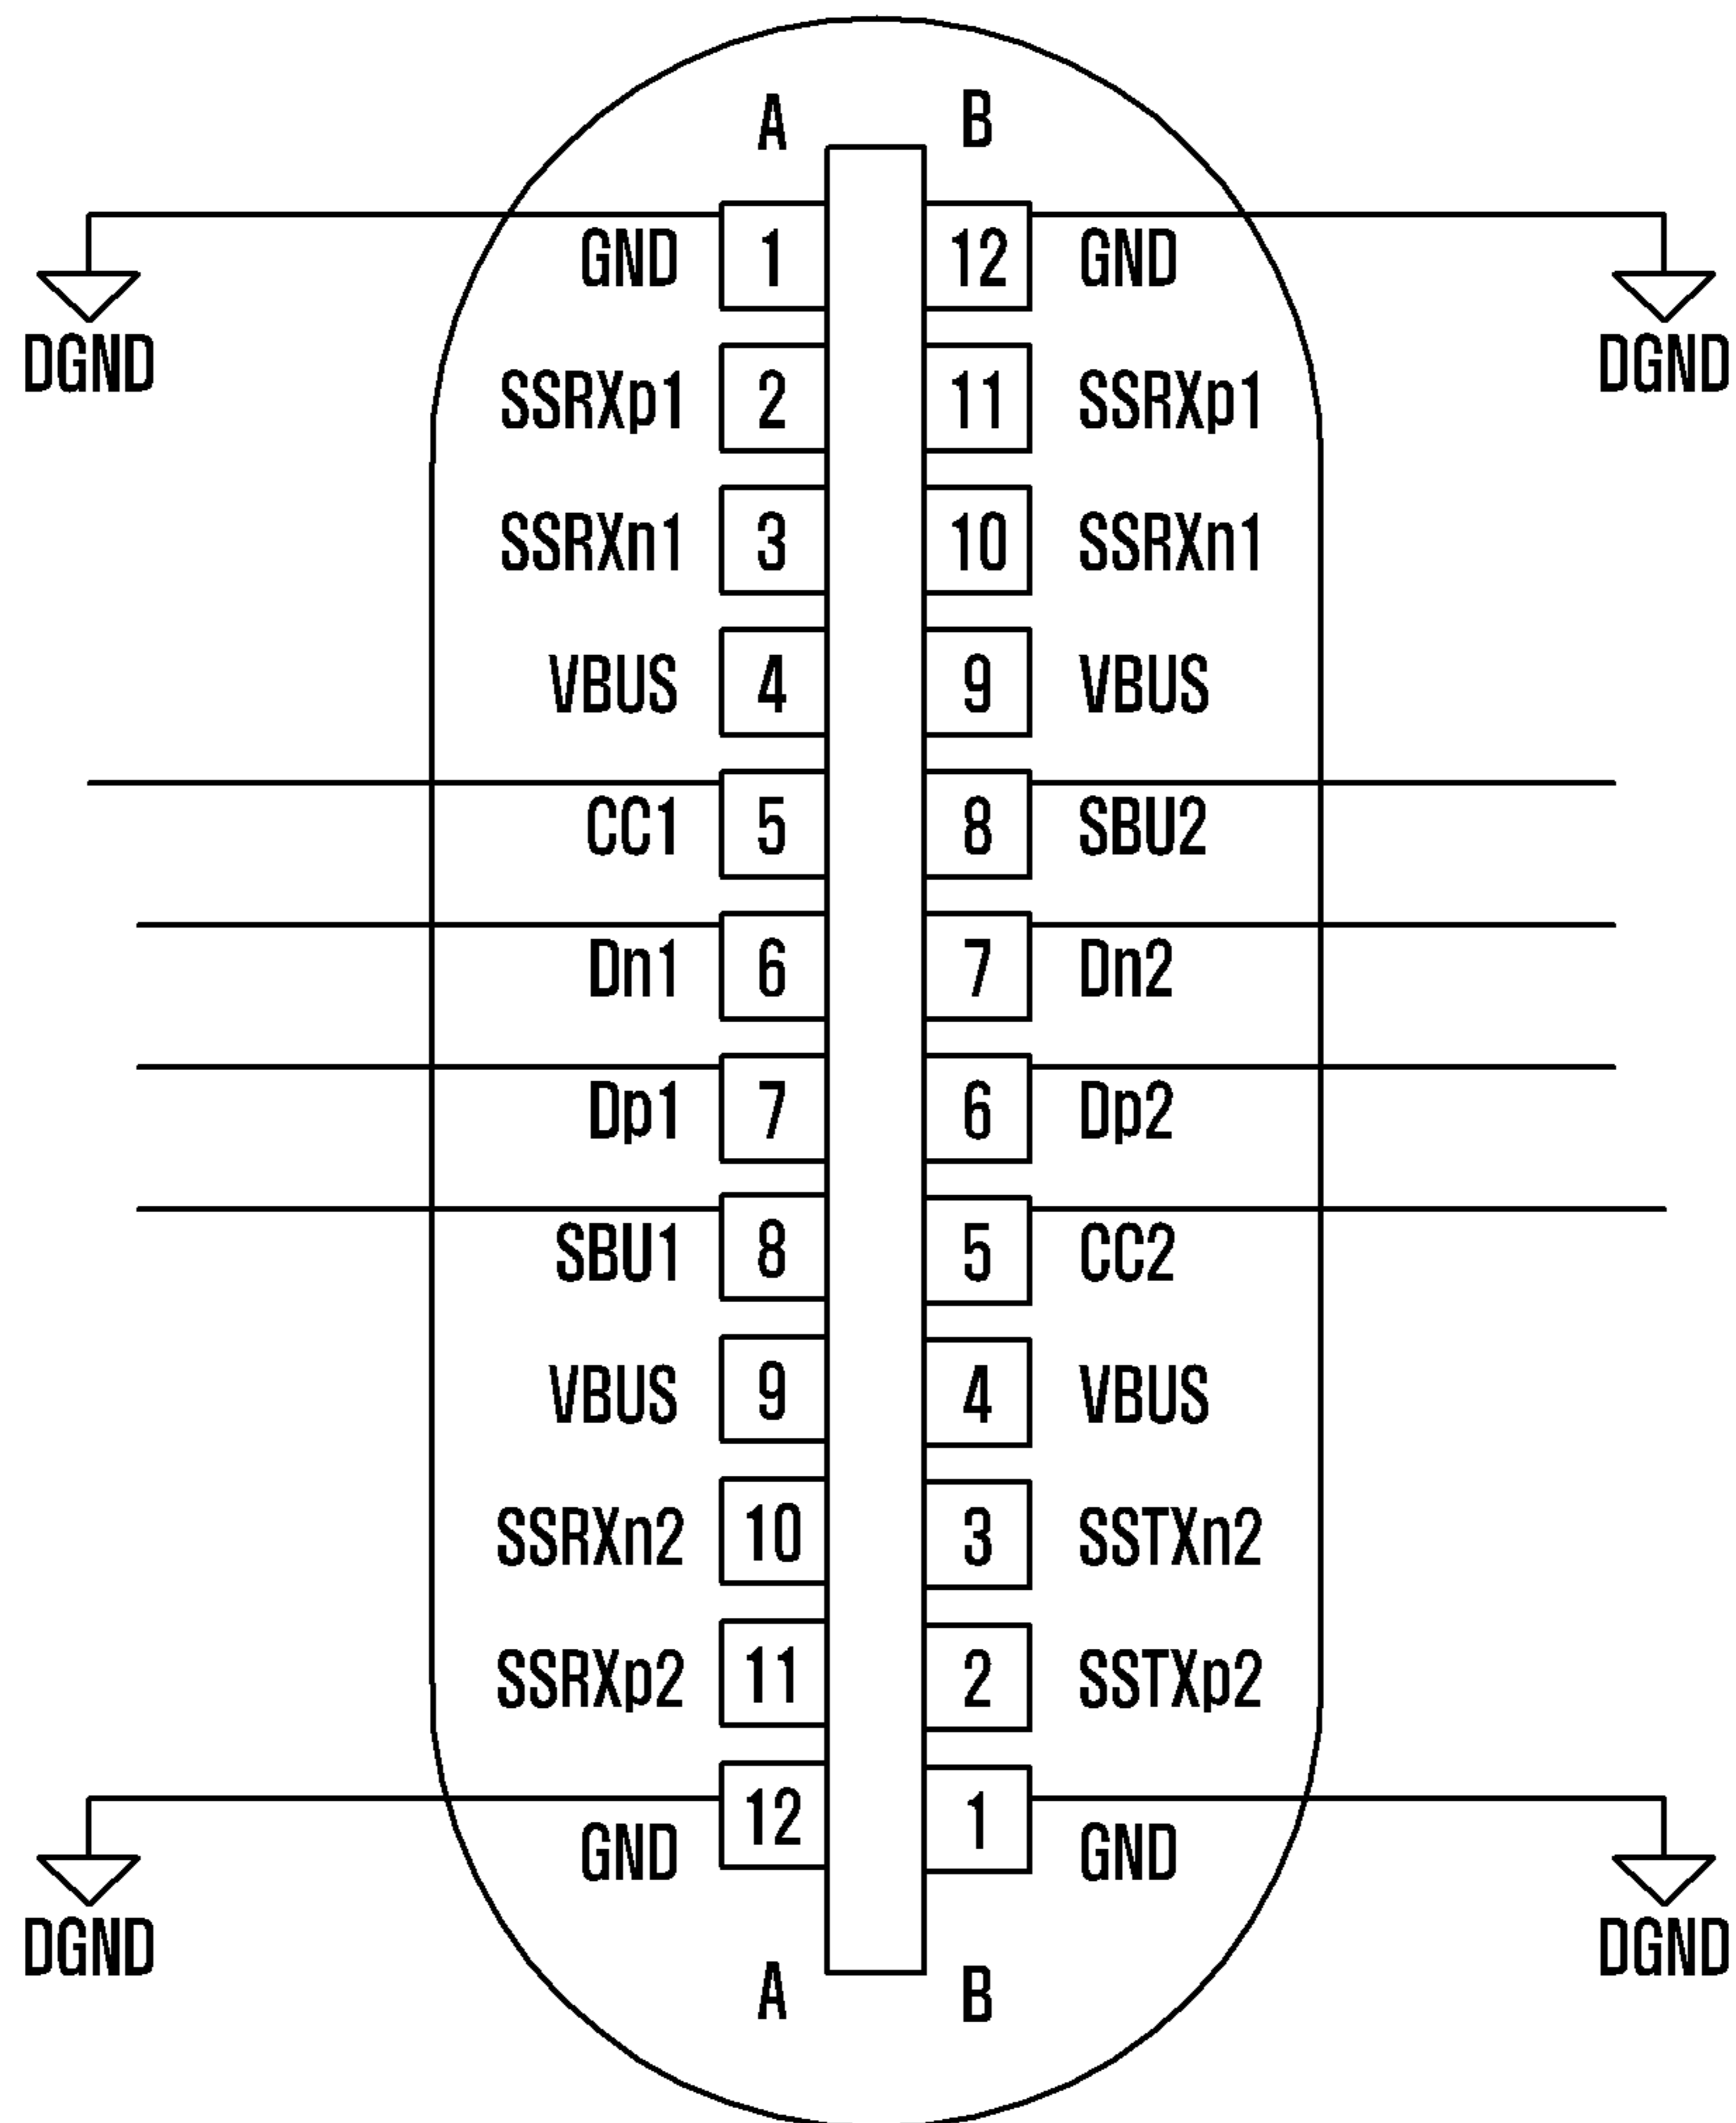 A B
GND 1 12 GND
DGND DGND
SSRXp1 2 11 SSRXp1
SSRXn1 3 10 SSRXn1
VBUS 4 9 VBUS
CC1 5 8 SBU2
Dn1 6 7 Dn2
Dp1 7 6 Dp2
SBU1 8 5 CC2
VBUS 9 4 VBUS
SSRXn2 10 3 SSTXn2
SSRXp2 11 2 SSTXp2
GND 12 1 GND
DGND DGND
A B